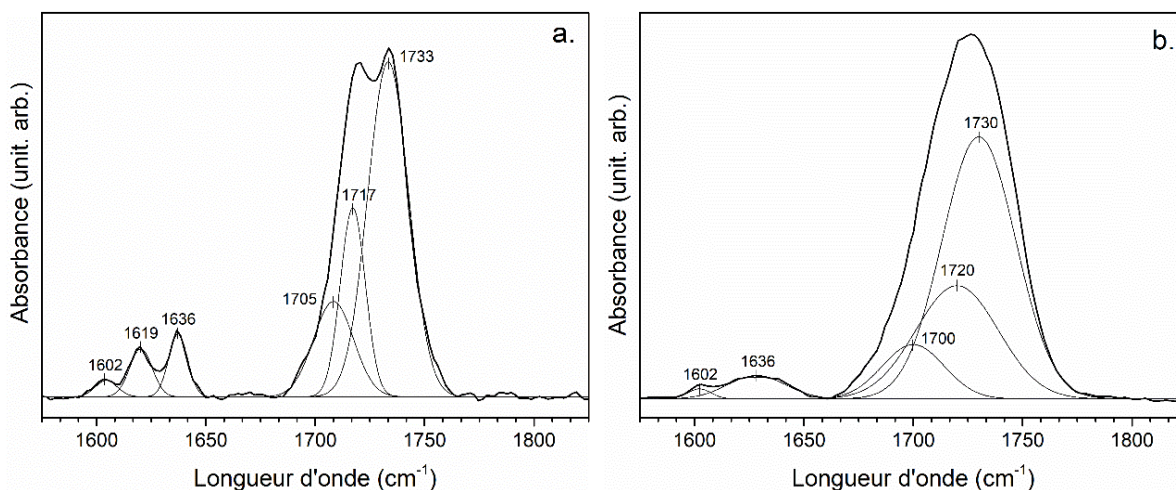 a.
Absorbance (unit. arb.)
1733
1717
1705
1636
1619
1602
1600 1650 1700 1750 1800
Longueur d'onde (cm⁻¹)
b.
Absorbance (unit. arb.)
1730
1720
1700
1636
1602
1600 1650 1700 1750 1800
Longueur d'onde (cm⁻¹)